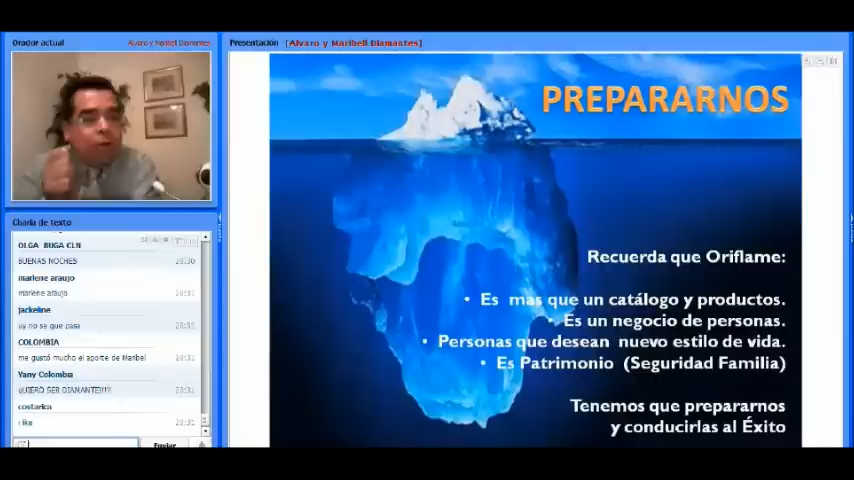 Orador actual
Alvaro y Maribel Diamantes
Presentación [Alvaro y Maribell Diamantes]
Charla de texto
OLGA BUGA CLN
BUENAS NOCHES 20:30
marlene araujo
marlene araujo 20:31
jackeline
uy no se que pasa 20:31
COLOMBIA
me gustó mucho el aporte de Maribel 20:31
Yany Colombia
QUIERO SER DIAMANTE!!!! 20:31
costarica
i like 20:31
Enviar
PREPARARNOS
Recuerda que Oriflame:
• Es mas que un catálogo y productos.
• Es un negocio de personas.
• Personas que desean nuevo estilo de vida.
• Es Patrimonio (Seguridad Familia)
Tenemos que prepararnos
y conducirlas al Éxito